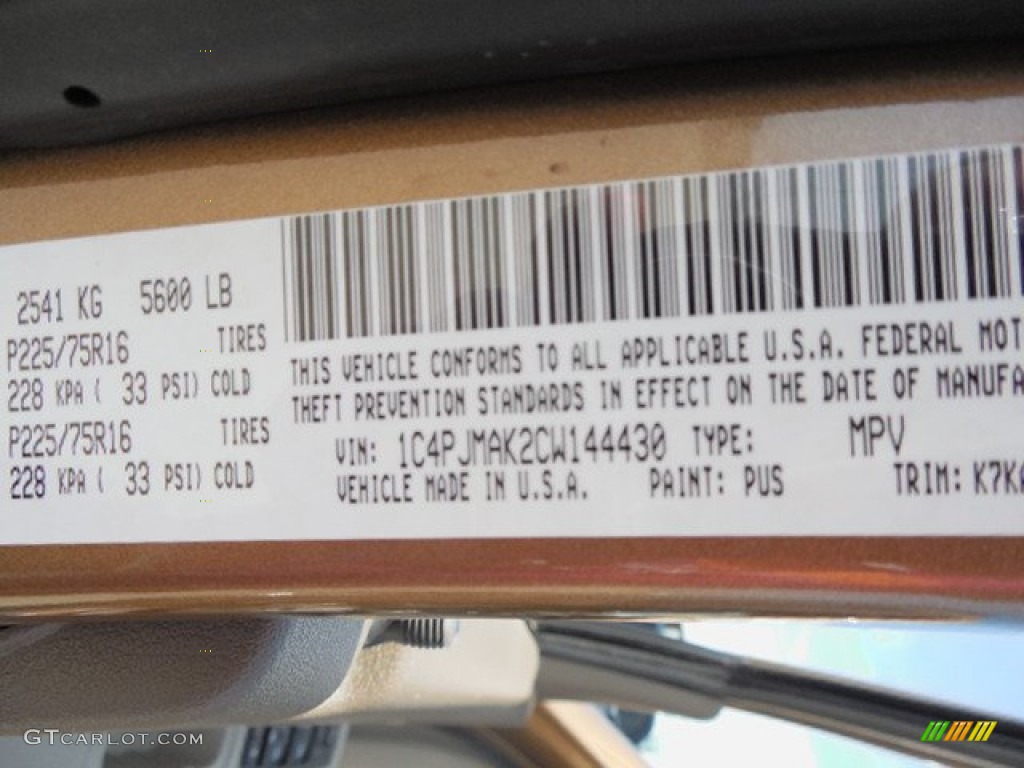 2541 KG 5600 LB
P225/75R16 TIRES
228 KPA ( 33 PSI) COLD
P225/75R16 TIRES
228 KPA ( 33 PSI) COLD
THIS VEHICLE CONFORMS TO ALL APPLICABLE U.S.A. FEDERAL MOT
THEFT PREVENTION STANDARDS IN EFFECT ON THE DATE OF MANUFA
VIN: 1C4PJMAK2CW144430 TYPE: MPV
VEHICLE MADE IN U.S.A. PAINT: PUS TRIM: K7K
GTCARLOT.COM